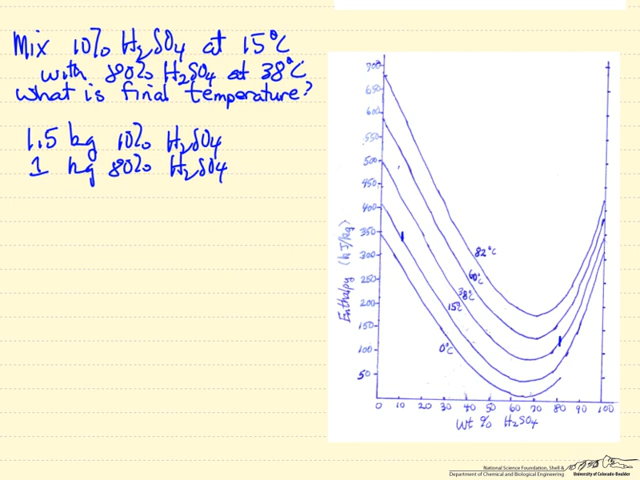 Mix 10% H₂SO₄ at 15°C
with 80% H₂SO₄ at 38°C
what is final temperature?
1.5 kg 10% H₂SO₄
1 kg 80% H₂SO₄
Enthalpy (kJ/kg)
700
650
600
550
500
450
400
350
300
250
200
150
100
50
82°C
60°C
38°C
15°C
0°C
0 10 20 30 40 50 60 70 80 90 100
Wt % H₂SO₄
National Science Foundation, Shell &
Department of Chemical and Biological Engineering
University of Colorado Boulder